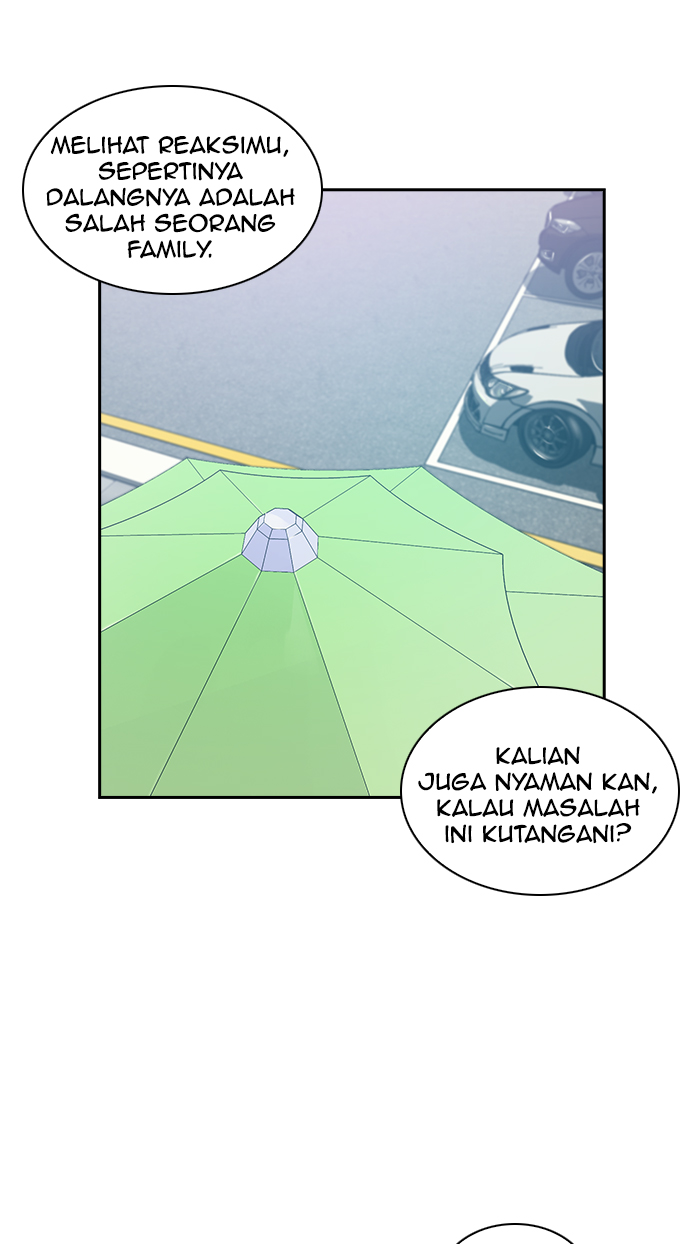 MELIHAT REAKSIMU,
SEPERTINYA
DALANGNYA ADALAH
SALAH SEORANG
FAMILY.
KALIAN
JUGA NYAMAN KAN,
KALAU MASALAH
INI KUTANGANI?